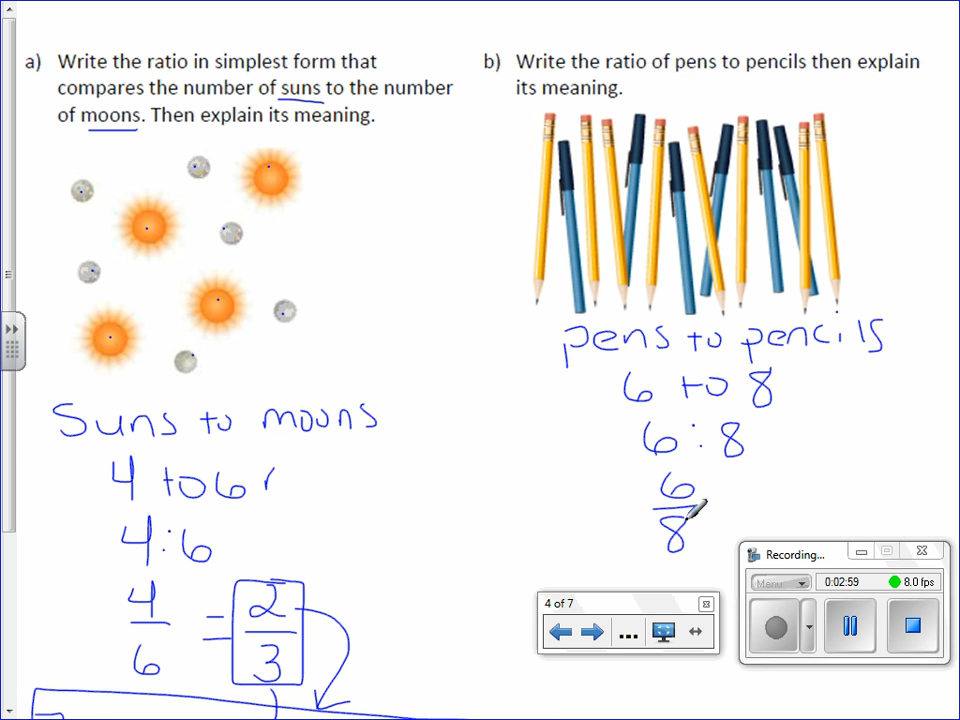 a) Write the ratio in simplest form that
compares the number of suns to the number
of moons. Then explain its meaning.
Suns to moons
4 to 6
4:6
4/6 = 2/3
b) Write the ratio of pens to pencils then explain
its meaning.
pens to pencils
6 to 8
6:8
6/8
4 of 7
...
Recording...
Menu
0:02:59
8.0 fps